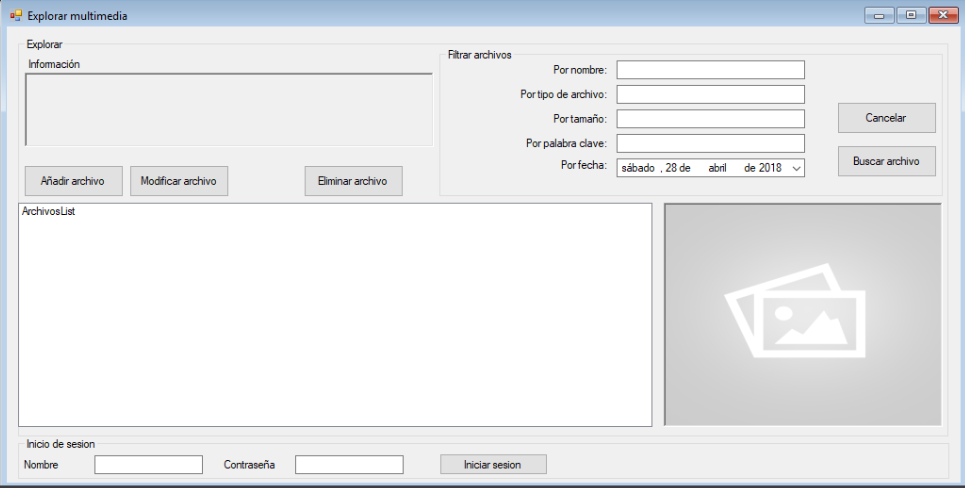 Explorar multimedia
Explorar
Información
Filtrar archivos
Por nombre:
Por tipo de archivo:
Por tamaño:
Por palabra clave:
Por fecha:
sábado , 28 de abril de 2018
Cancelar
Buscar archivo
Añadir archivo
Modificar archivo
Eliminar archivo
ArchivosList
Inicio de sesion
Nombre
Contraseña
Iniciar sesion